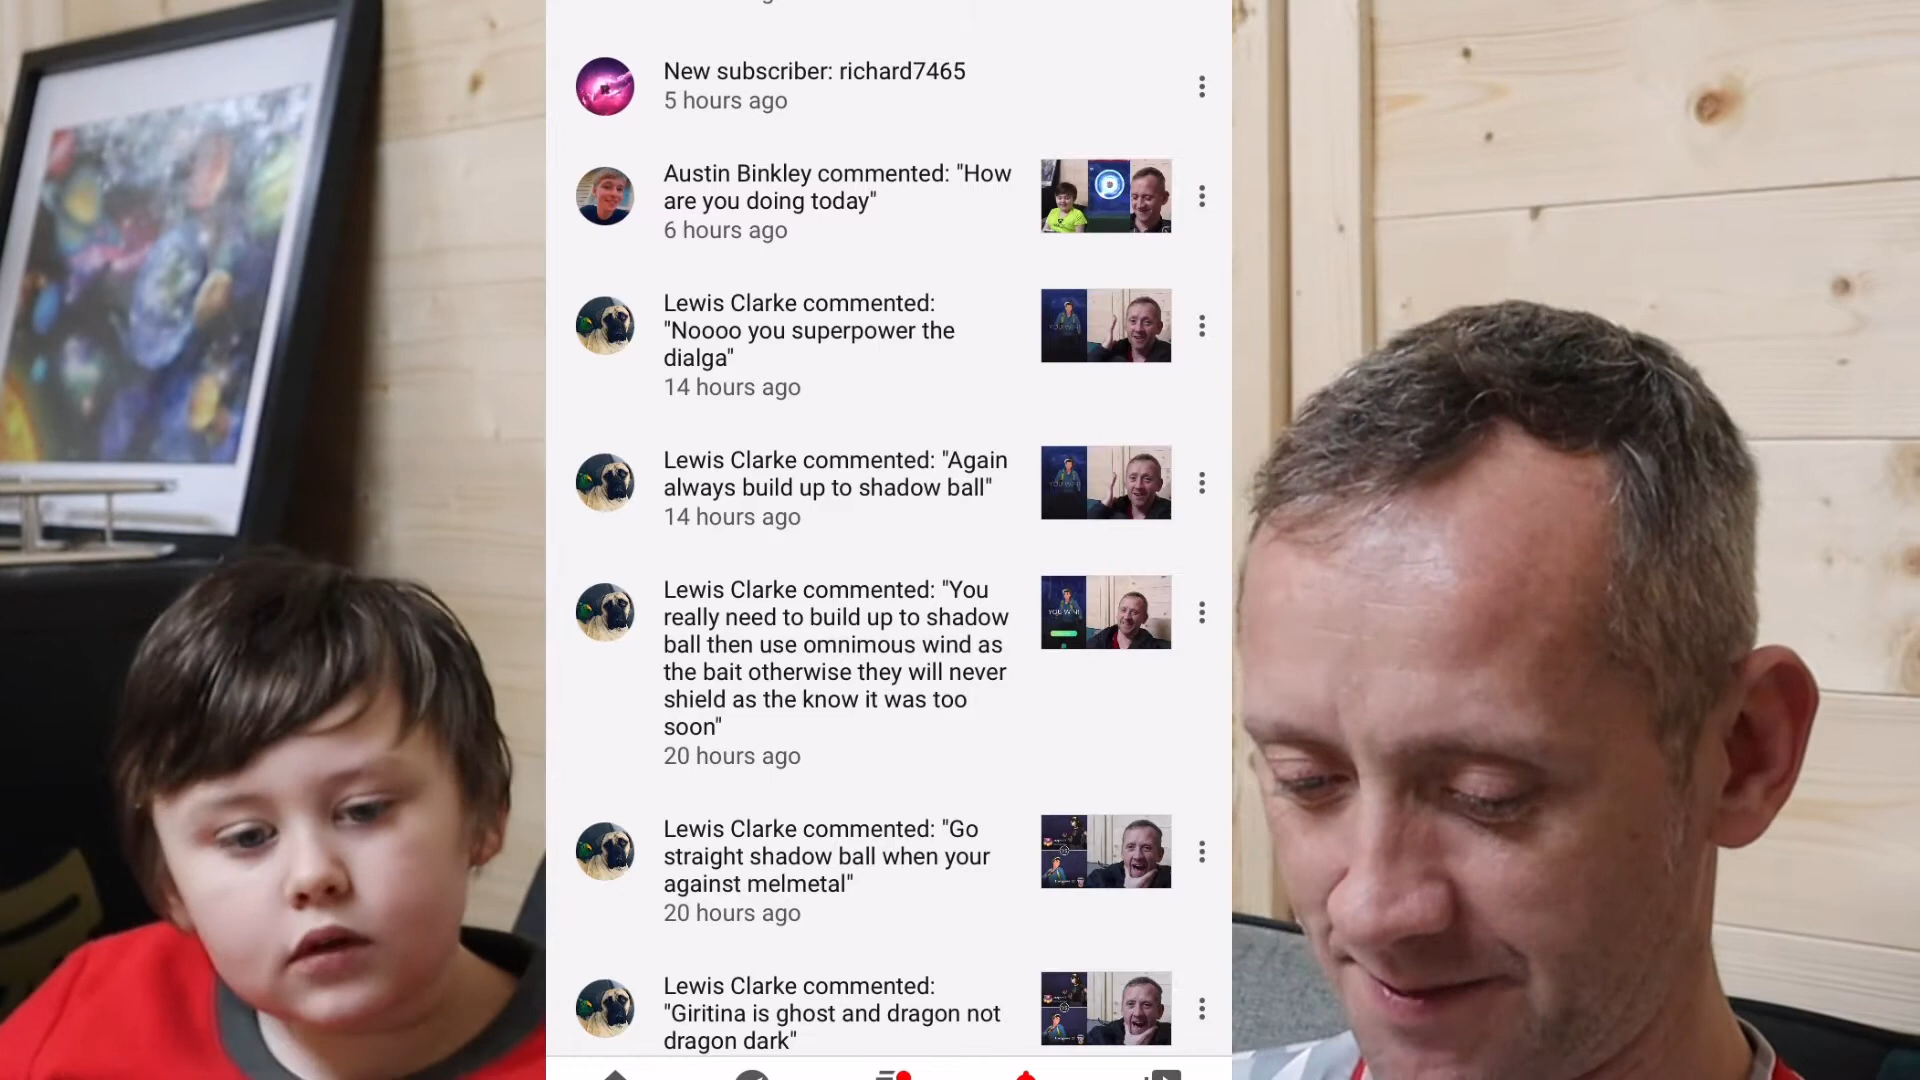 New subscriber: richard7465
5 hours ago
Austin Binkley commented: "How
are you doing today"
6 hours ago
Lewis Clarke commented:
"Noooo you superpower the
dialga"
14 hours ago
Lewis Clarke commented: "Again
always build up to shadow ball"
14 hours ago
Lewis Clarke commented: "You
really need to build up to shadow
ball then use omnimous wind as
the bait otherwise they will never
shield as the know it was too
soon"
20 hours ago
YOU WIN!
Lewis Clarke commented: "Go
straight shadow ball when your
against melmetal"
20 hours ago
Lewis Clarke commented:
"Giritina is ghost and dragon not
dragon dark"